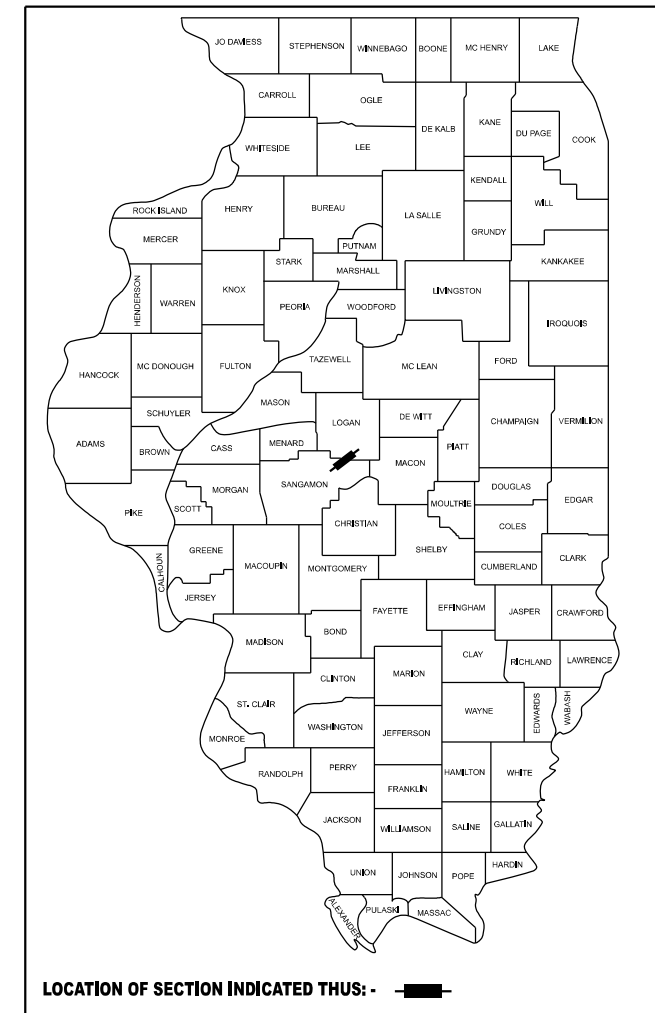 JO DAVIESS
STEPHENSON
WINNEBAGO
BOONE
MC HENRY
LAKE
CARROLL
OGLE
DE KALB
KANE
DU PAGE
COOK
WHITESIDE
LEE
KENDALL
WILL
ROCK ISLAND
HENRY
BUREAU
LA SALLE
GRUNDY
MERCER
PUTNAM
KANKAKEE
STARK
MARSHALL
HENDERSON
WARREN
KNOX
PEORIA
WOODFORD
LIVINGSTON
IROQUOIS
HANCOCK
MC DONOUGH
FULTON
TAZEWELL
MC LEAN
FORD
MASON
SCHUYLER
LOGAN
DE WITT
CHAMPAIGN
VERMILION
ADAMS
BROWN
CASS
MENARD
PIATT
MACON
SANGAMON
MORGAN
DOUGLAS
EDGAR
PIKE
SCOTT
CHRISTIAN
MOULTRIE
COLES
GREENE
MACOUPIN
MONTGOMERY
SHELBY
CLARK
CUMBERLAND
CALHOUN
JERSEY
FAYETTE
EFFINGHAM
JASPER
CRAWFORD
MADISON
BOND
CLAY
RICHLAND
LAWRENCE
CLINTON
MARION
ST. CLAIR
WAYNE
EDWARDS
WABASH
WASHINGTON
JEFFERSON
MONROE
RANDOLPH
PERRY
HAMILTON
WHITE
FRANKLIN
JACKSON
WILLIAMSON
SALINE
GALLATIN
UNION
JOHNSON
POPE
HARDIN
ALEXANDER
PULASKI
MASSAC
LOCATION OF SECTION INDICATED THUS: -